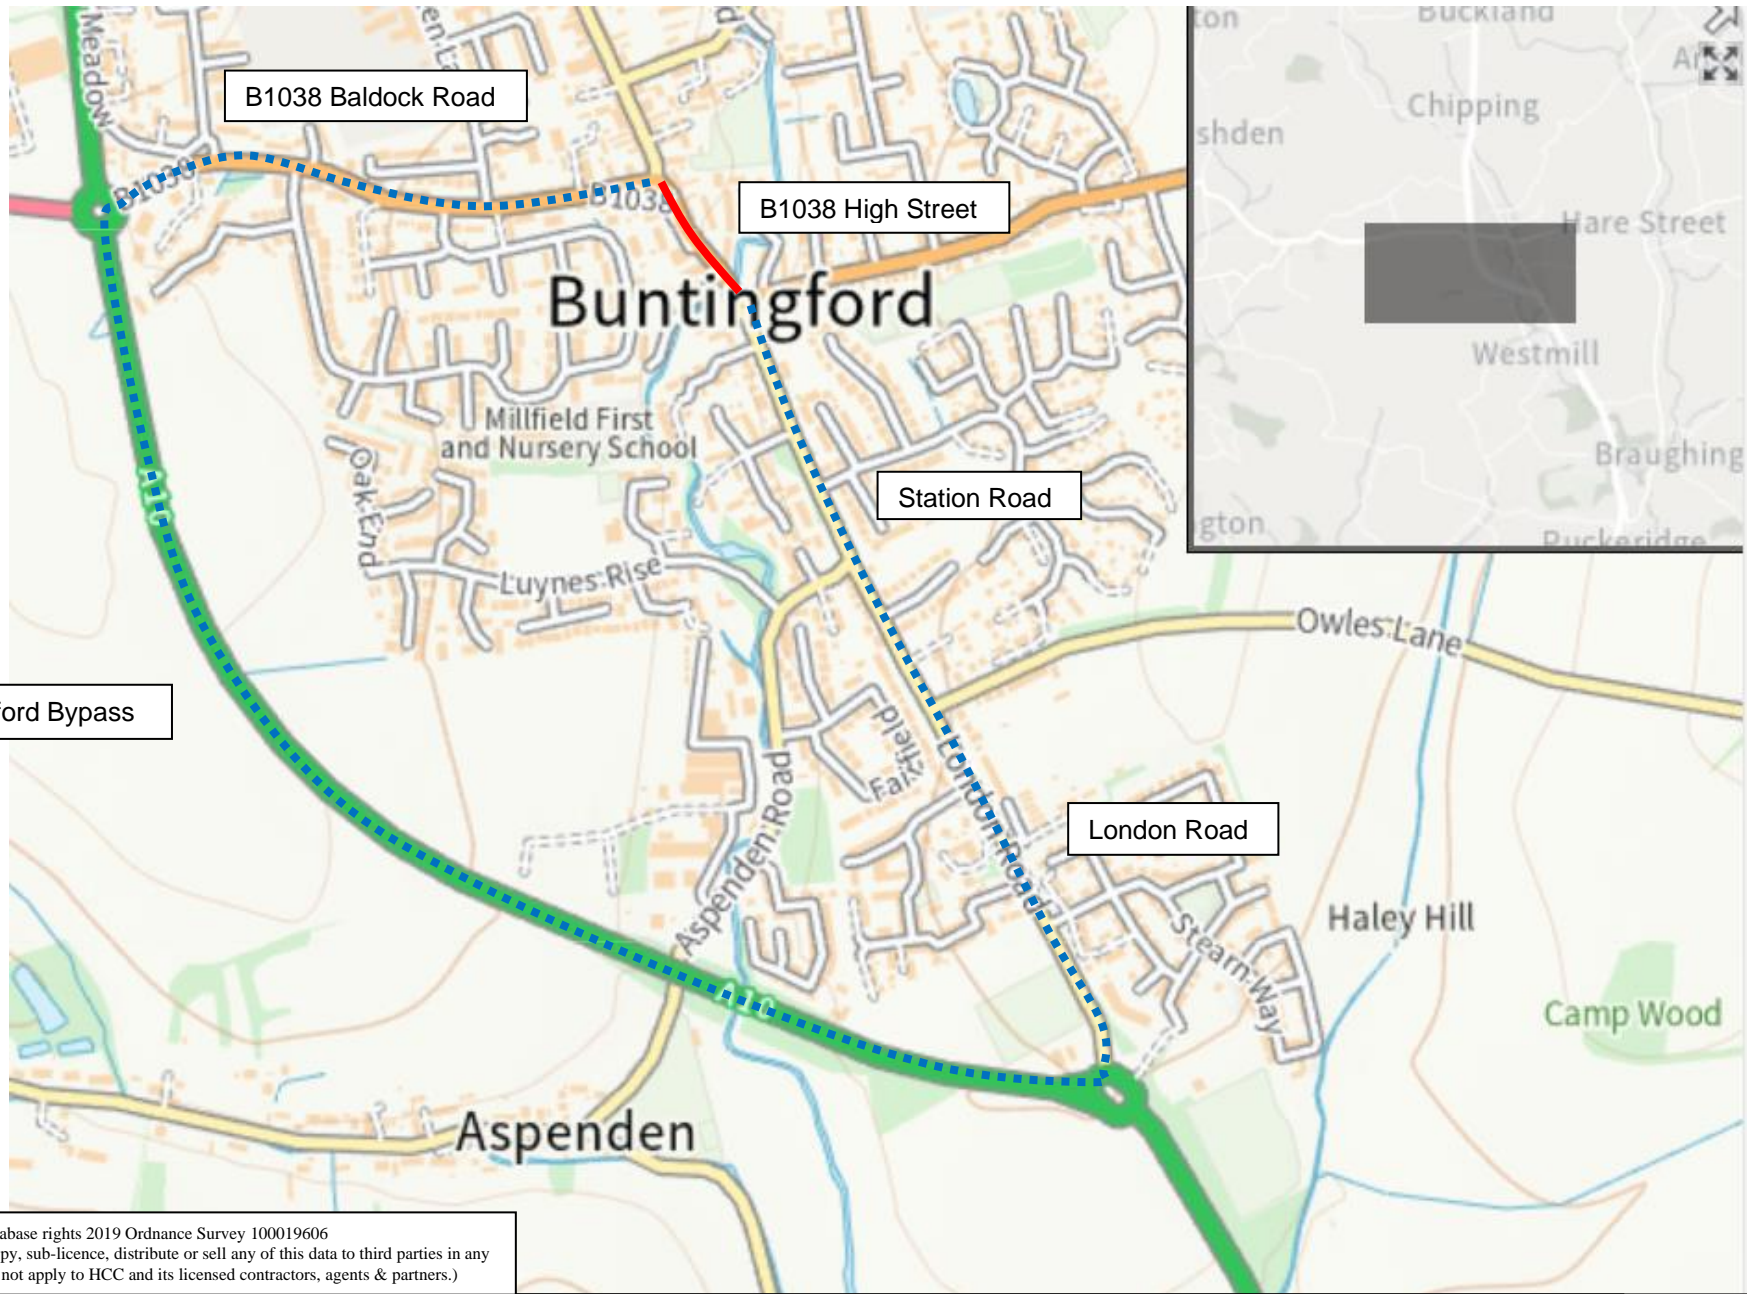 Meadow
B1038 Baldock Road
B1038
B1038
B1038 High Street
Buntingford
Millfield First
and Nursery School
Oak End
Luynes Rise
Station Road
Owles Lane
ford Bypass
Fairfield
London Road
London Road
Aspenden Road
A10
A10
Stearn Way
Haley Hill
Camp Wood
Aspenden
Buckland
Chipping
Hare Street
Westmill
Braughing
Puckeridge
ton
shden
gton
abase rights 2019 Ordnance Survey 100019606
py, sub-licence, distribute or sell any of this data to third parties in any
not apply to HCC and its licensed contractors, agents & partners.)